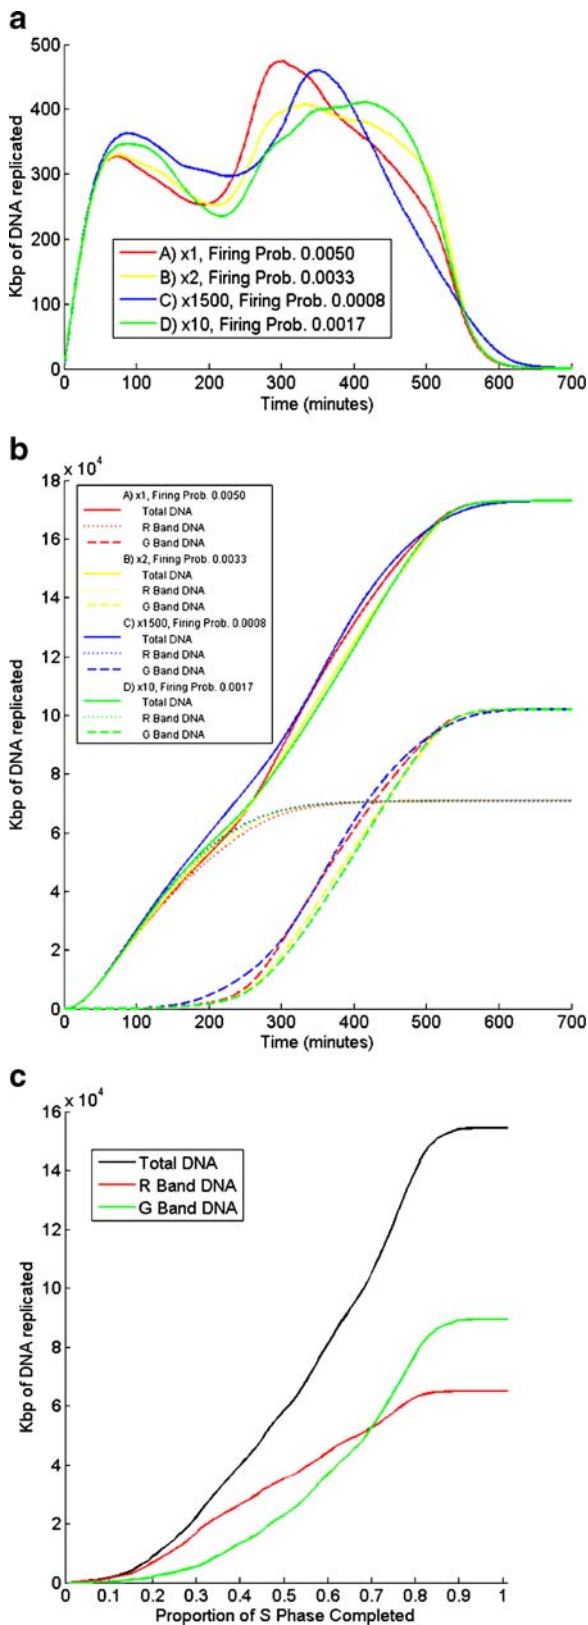 a
500
400
300
200
100
0
Kbp of DNA replicated
A) x1, Firing Prob. 0.0050
B) x2, Firing Prob. 0.0033
C) x1500, Firing Prob. 0.0008
D) x10, Firing Prob. 0.0017
0 100 200 300 400 500 600 700
Time (minutes)
b
x 10^4
18
16
14
12
10
8
6
4
2
0
Kbp of DNA replicated
A) x1, Firing Prob. 0.0050
Total DNA
R Band DNA
G Band DNA
B) x2, Firing Prob. 0.0033
Total DNA
R Band DNA
G Band DNA
C) x1500, Firing Prob. 0.0008
Total DNA
R Band DNA
G Band DNA
D) x10, Firing Prob. 0.0017
Total DNA
R Band DNA
G Band DNA
0 100 200 300 400 500 600 700
Time (minutes)
c
x 10^4
16
14
12
10
8
6
4
2
0
Kbp of DNA replicated
Total DNA
R Band DNA
G Band DNA
0 0.1 0.2 0.3 0.4 0.5 0.6 0.7 0.8 0.9 1
Proportion of S Phase Completed